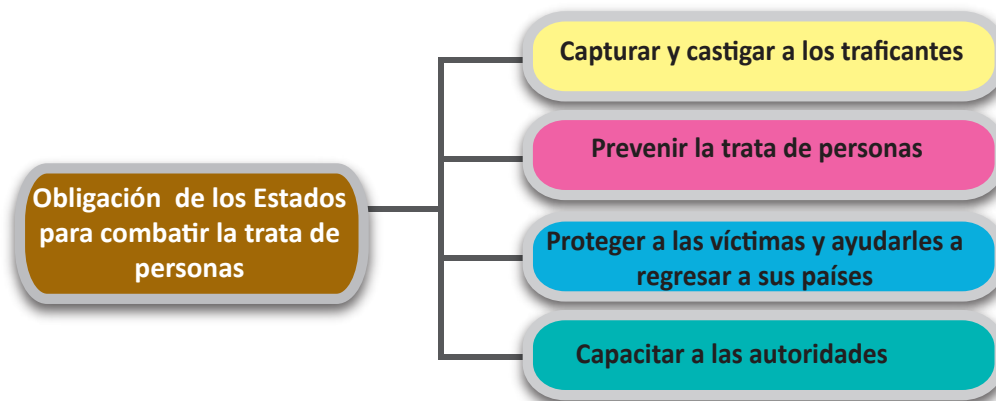 Obligación de los Estados
para combatir la trata de
personas
Capturar y castigar a los traficantes
Prevenir la trata de personas
Proteger a las víctimas y ayudarles a
regresar a sus países
Capacitar a las autoridades